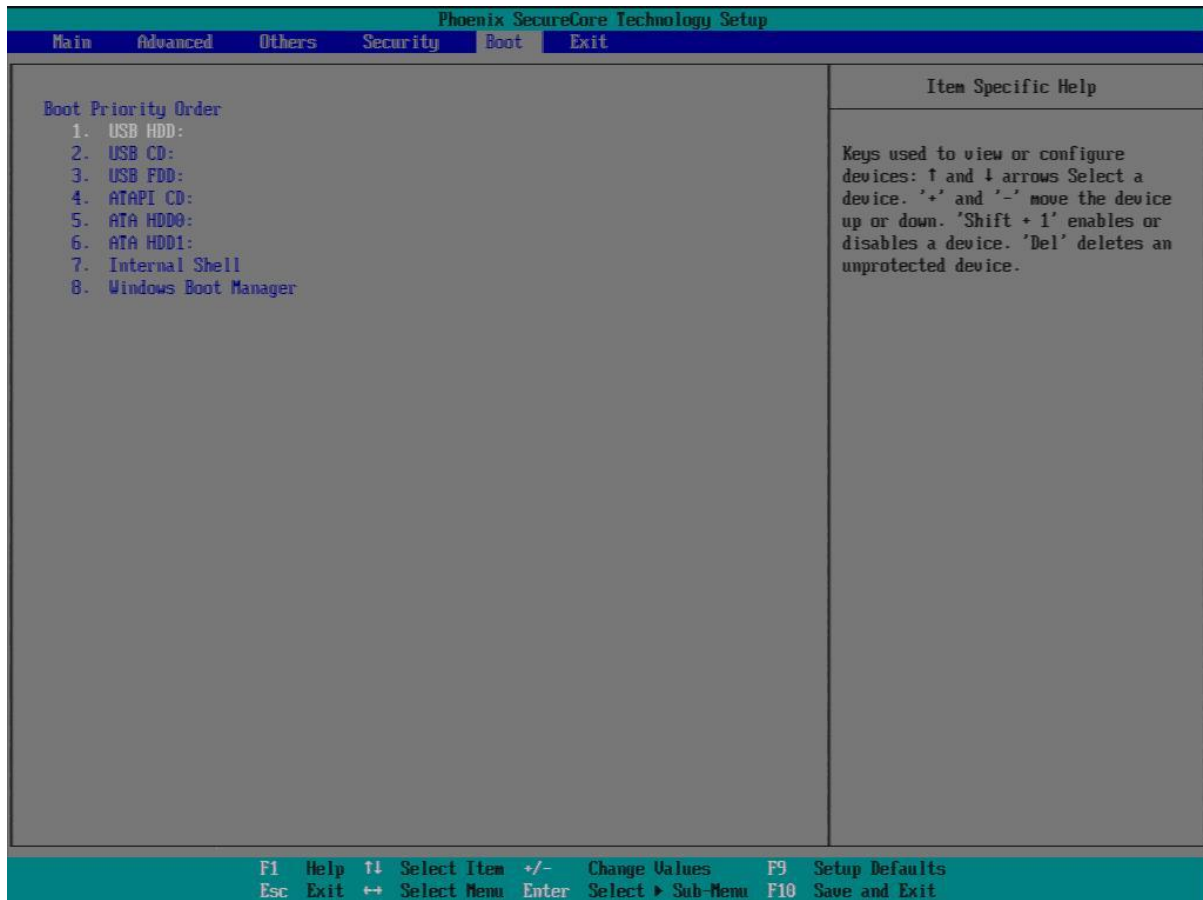 Phoenix SecureCore Technology Setup
Main Advanced Others Security Boot Exit
Boot Priority Order
1. USB HDD:
2. USB CD:
3. USB FDD:
4. ATAPI CD:
5. ATA HDD0:
6. ATA HDD1:
7. Internal Shell
8. Windows Boot Manager
Item Specific Help
Keys used to view or configure
devices: ↑ and ↓ arrows Select a
device. '+' and '-' move the device
up or down. 'Shift + 1' enables or
disables a device. 'Del' deletes an
unprotected device.
F1 Help ↑↓ Select Item +/- Change Values F9 Setup Defaults
Esc Exit ↔ Select Menu Enter Select ▶ Sub-Menu F10 Save and Exit